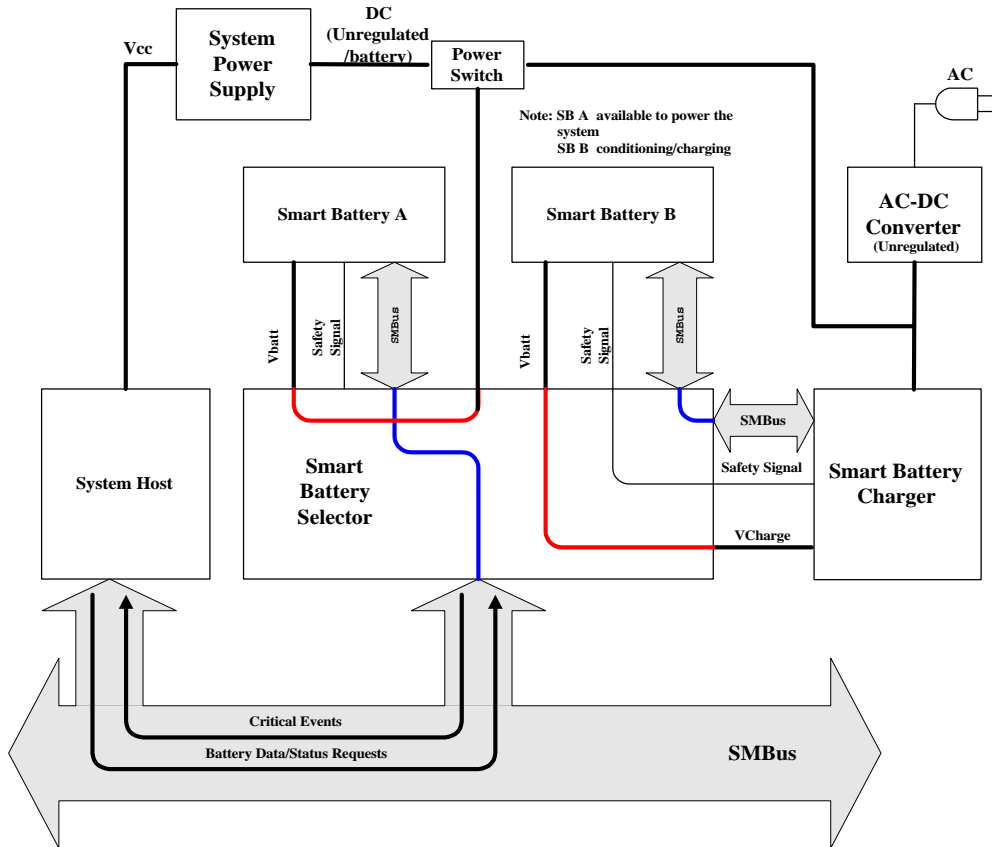 DC
(Unregulated
/battery)
Vcc
System
Power
Supply
Power
Switch
AC
Note: SB A available to power the
system
SB B conditioning/charging
Smart Battery A
Smart Battery B
AC-DC
Converter
(Unregulated)
Vbatt
Safety
Signal
SMBus
Vbatt
Safety
Signal
SMBus
SMBus
System Host
Smart
Battery
Selector
Safety Signal
Smart Battery
Charger
VCharge
Critical Events
Battery Data/Status Requests
SMBus